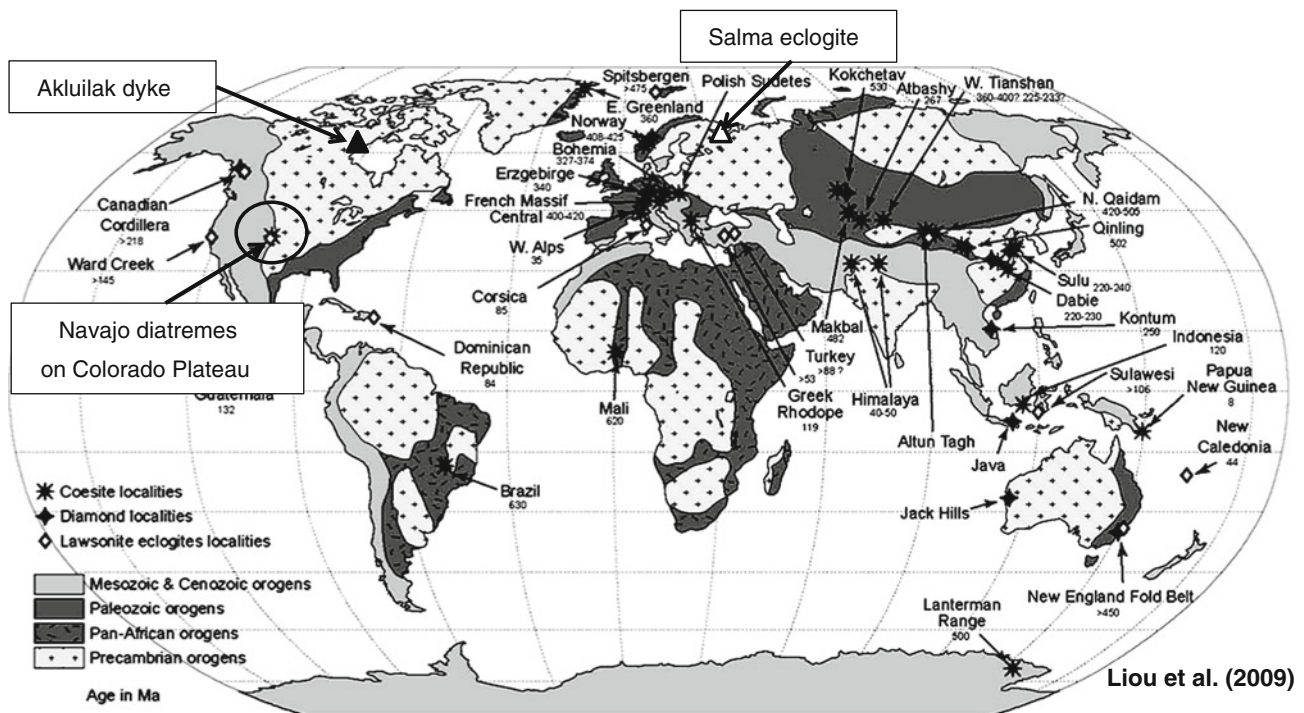 Salma eclogite
Akluilak dyke
Spitsbergen
>475
Polish Sudetes
Kokchetav
530
Atbashy
267
W. Tianshan
360-400? 225-233?
E.
Greenland
360
Norway
408-425
Bohemia
327-374
Erzgebirge
340
French Massif
Central 400-420
W. Alps
35
Corsica
85
Canadian
Cordillera
>218
Ward Creek
>145
Navajo diatremes
on Colorado Plateau
N. Qaidam
420-505
Qinling
502
Sulu 220-240
Dabie
220-230
Kontum
250
Indonesia
120
Sulawesi
>106
Papua
New Guinea
8
New
Caledonia
44
Dominican
Republic
84
Guatemala
132
Mali
620
Makbal
482
Turkey
>53 >88 ?
Greek
Rhodope
119
Himalaya
40-50
Altun Tagh
Java
Jack Hills
Brazil
630
New England Fold Belt
>450
Lanterman
Range
500
Coesite localities
Diamond localities
Lawsonite eclogites localities
Mesozoic & Cenozoic orogens
Paleozoic orogens
Pan-African orogens
Precambrian orogens
Age in Ma
Liou et al. (2009)